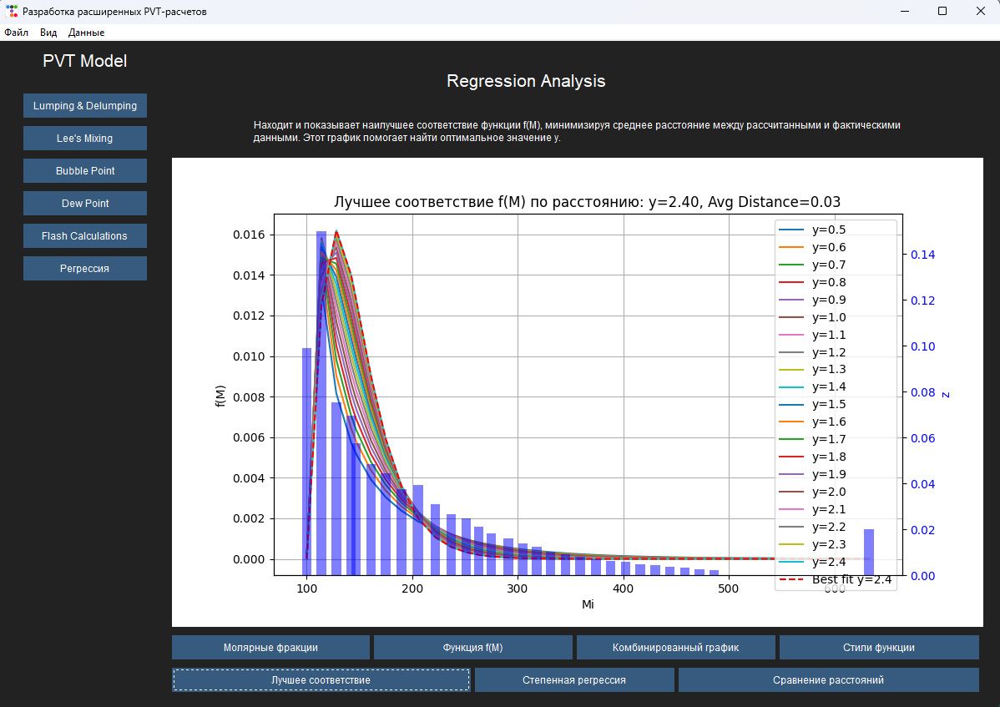 Разработка расширенных PVT-расчетов
Файл Вид Данные
PVT Model
Lumping & Delumping
Lee's Mixing
Bubble Point
Dew Point
Flash Calculations
Регрессия
Regression Analysis
Находит и показывает наилучшее соответствие функции f(M), минимизируя среднее расстояние между рассчитанными и фактическими
данными. Этот график помогает найти оптимальное значение y.
Лучшее соответствие f(M) по расстоянию: y=2.40, Avg Distance=0.03
0.016
0.014
0.012
0.010
0.008
0.006
0.004
0.002
0.000
f(M)
100 200 300 400 500 600
Mi
0.14
0.12
0.10
0.08
0.06
0.04
0.02
0.00
z
y=0.5
y=0.6
y=0.7
y=0.8
y=0.9
y=1.0
y=1.1
y=1.2
y=1.3
y=1.4
y=1.5
y=1.6
y=1.7
y=1.8
y=1.9
y=2.0
y=2.1
y=2.2
y=2.3
y=2.4
Best fit y=2.4
Молярные фракции Функция f(M) Комбинированный график Стили функции
Лучшее соответствие Степенная регрессия Сравнение расстояний